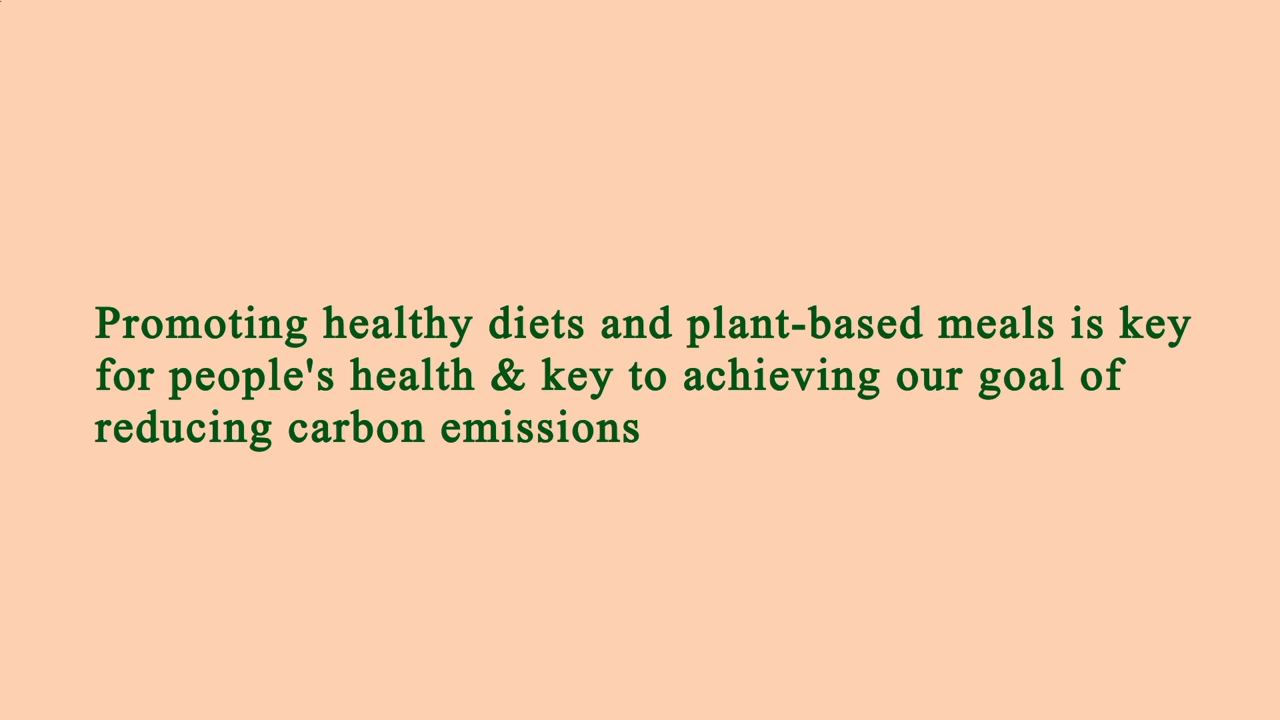 Promoting healthy diets and plant-based meals is key
for people's health & key to achieving our goal of
reducing carbon emissions